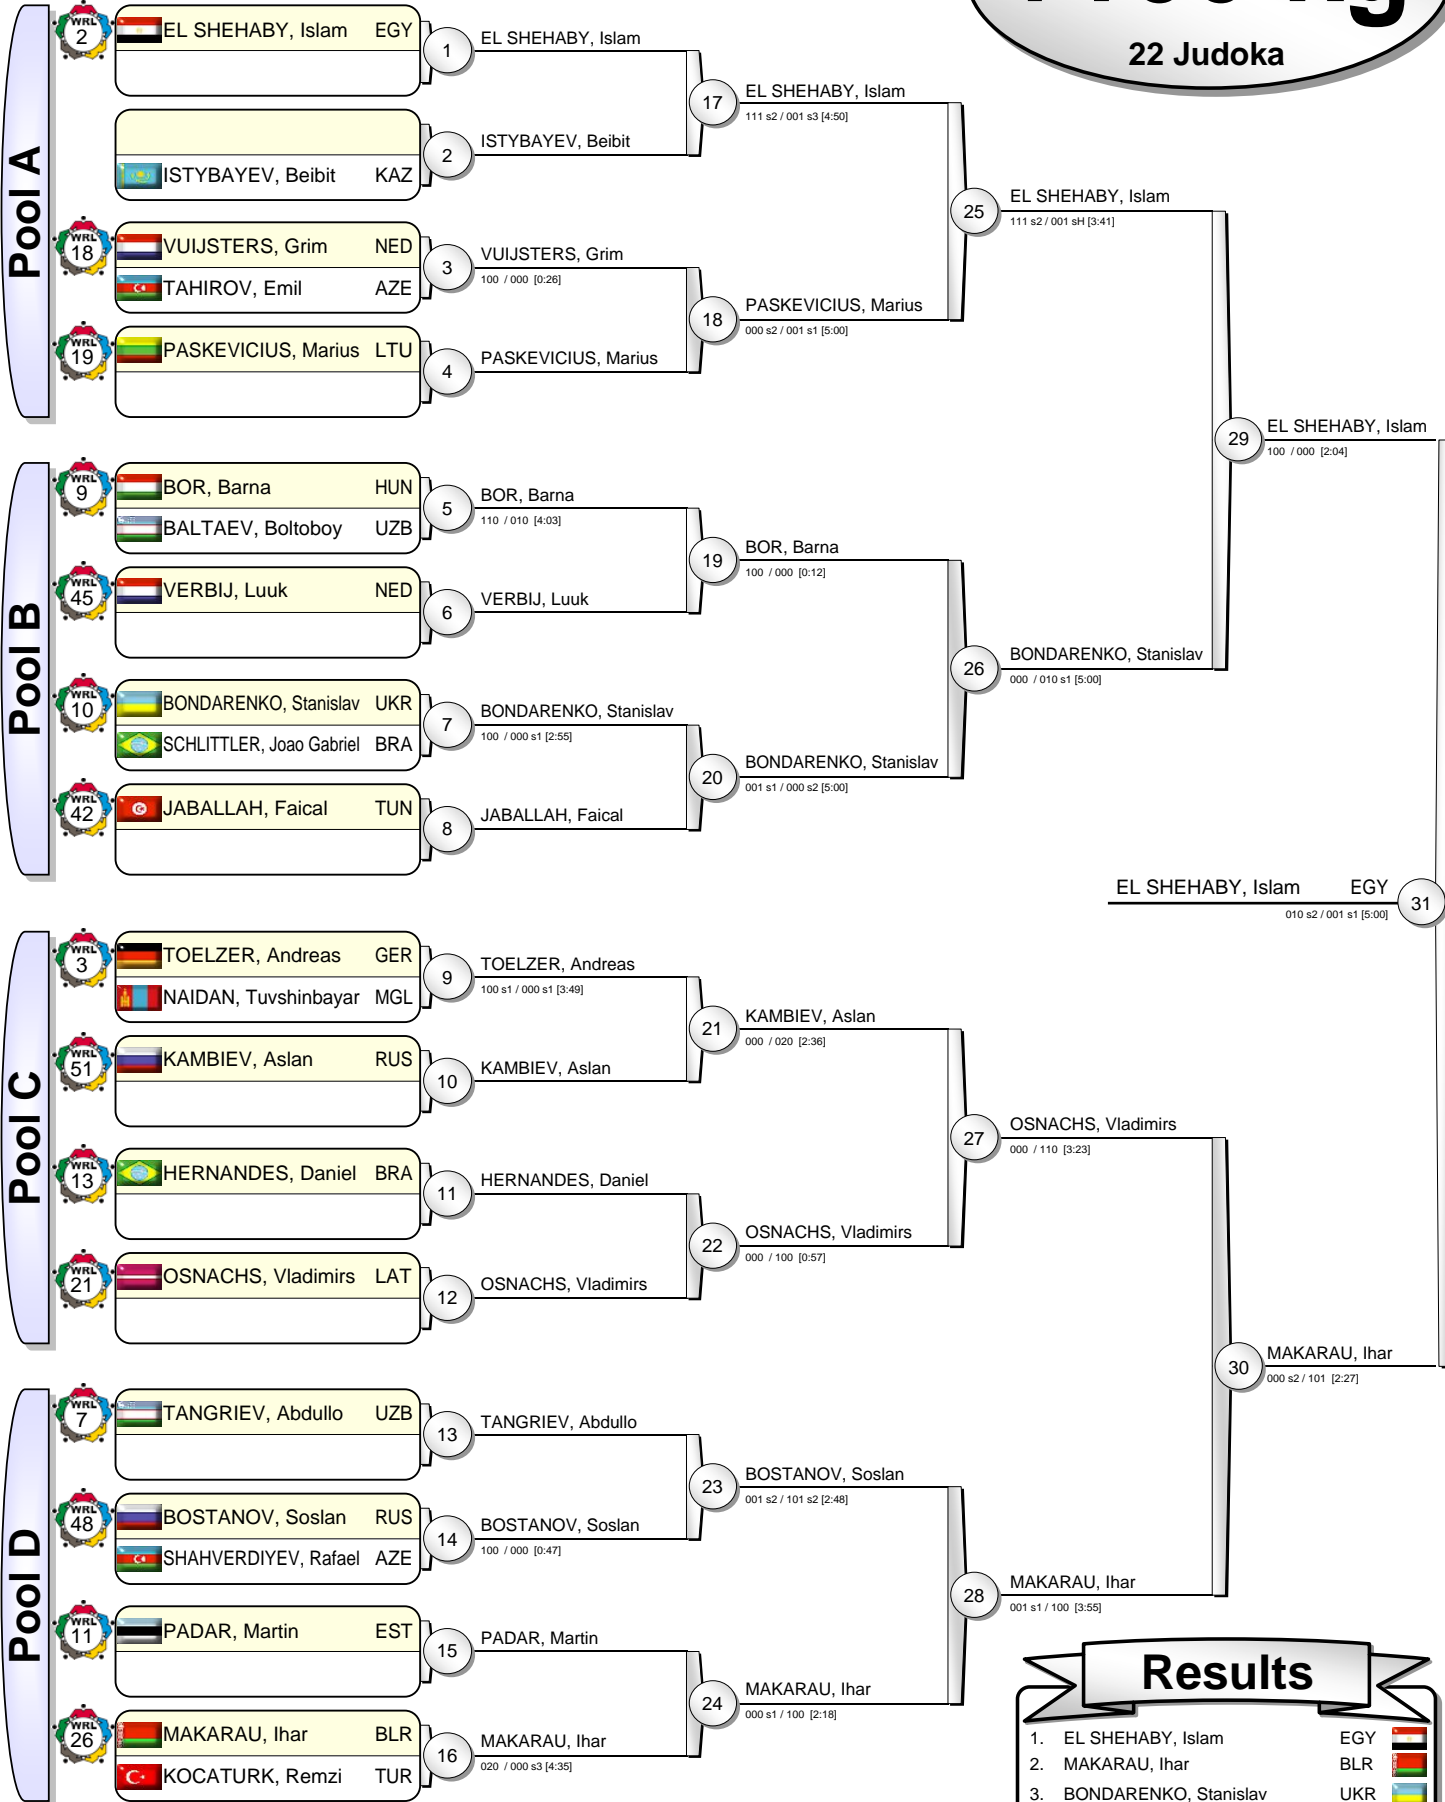 22 Judoka
Pool A
WRL 2 EL SHEHABY, Islam EGY
ISTYBAYEV, Beibit KAZ
WRL 18 VUIJSTERS, Grim NED
TAHIROV, Emil AZE
WRL 19 PASKEVICIUS, Marius LTU
1 EL SHEHABY, Islam
2 ISTYBAYEV, Beibit
3 VUIJSTERS, Grim
100 / 000 [0:26]
4 PASKEVICIUS, Marius
17 EL SHEHABY, Islam
111 s2 / 001 s3 [4:50]
18 PASKEVICIUS, Marius
000 s2 / 001 s1 [5:00]
25 EL SHEHABY, Islam
111 s2 / 001 sH [3:41]
Pool B
WRL 9 BOR, Barna HUN
BALTAEV, Boltoboy UZB
WRL 45 VERBIJ, Luuk NED
WRL 10 BONDARENKO, Stanislav UKR
SCHLITTLER, Joao Gabriel BRA
WRL 42 JABALLAH, Faical TUN
5 BOR, Barna
110 / 010 [4:03]
6 VERBIJ, Luuk
7 BONDARENKO, Stanislav
100 / 000 s1 [2:55]
8 JABALLAH, Faical
19 BOR, Barna
100 / 000 [0:12]
20 BONDARENKO, Stanislav
001 s1 / 000 s2 [5:00]
26 BONDARENKO, Stanislav
000 / 010 s1 [5:00]
29 EL SHEHABY, Islam
100 / 000 [2:04]
EL SHEHABY, Islam EGY 31
010 s2 / 001 s1 [5:00]
Pool C
WRL 3 TOELZER, Andreas GER
NAIDAN, Tuvshinbayar MGL
WRL 51 KAMBIEV, Aslan RUS
WRL 13 HERNANDES, Daniel BRA
WRL 21 OSNACHS, Vladimirs LAT
9 TOELZER, Andreas
100 s1 / 000 s1 [3:49]
10 KAMBIEV, Aslan
11 HERNANDES, Daniel
12 OSNACHS, Vladimirs
21 KAMBIEV, Aslan
000 / 020 [2:36]
22 OSNACHS, Vladimirs
000 / 100 [0:57]
27 OSNACHS, Vladimirs
000 / 110 [3:23]
Pool D
WRL 7 TANGRIEV, Abdullo UZB
WRL 48 BOSTANOV, Soslan RUS
SHAHVERDIYEV, Rafael AZE
WRL 11 PADAR, Martin EST
WRL 26 MAKARAU, Ihar BLR
KOCATURK, Remzi TUR
13 TANGRIEV, Abdullo
14 BOSTANOV, Soslan
100 / 000 [0:47]
15 PADAR, Martin
16 MAKARAU, Ihar
020 / 000 s3 [4:35]
23 BOSTANOV, Soslan
001 s2 / 101 s2 [2:48]
24 MAKARAU, Ihar
000 s1 / 100 [2:18]
28 MAKARAU, Ihar
001 s1 / 100 [3:55]
30 MAKARAU, Ihar
000 s2 / 101 [2:27]
Results
1. EL SHEHABY, Islam EGY
2. MAKARAU, Ihar BLR
3. BONDARENKO, Stanislav UKR